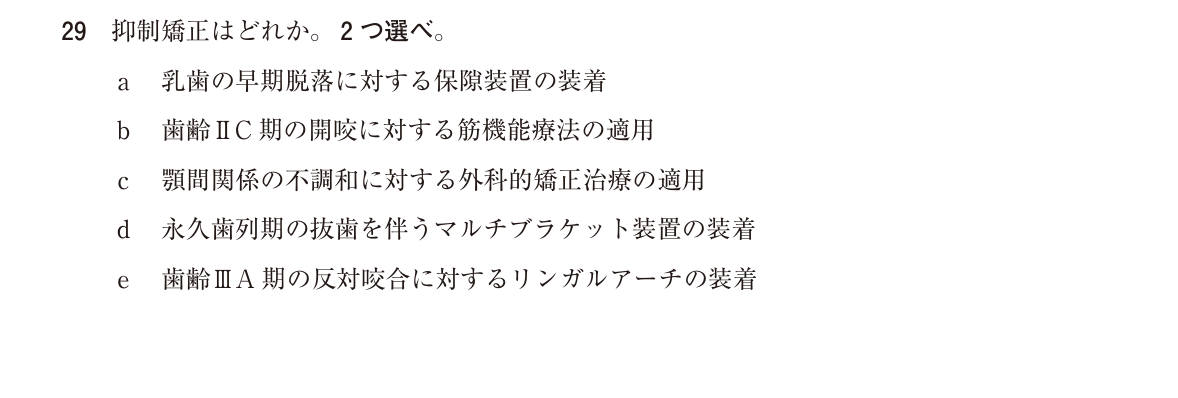 29 抑制矯正はどれか。2 つ選べ。
a 乳歯の早期脱落に対する保隙装置の装着
b 歯齢ⅡC 期の開咬に対する筋機能療法の適用
c 顎間関係の不調和に対する外科的矯正治療の適用
d 永久歯列期の抜歯を伴うマルチブラケット装置の装着
e 歯齢ⅢA 期の反対咬合に対するリンガルアーチの装着